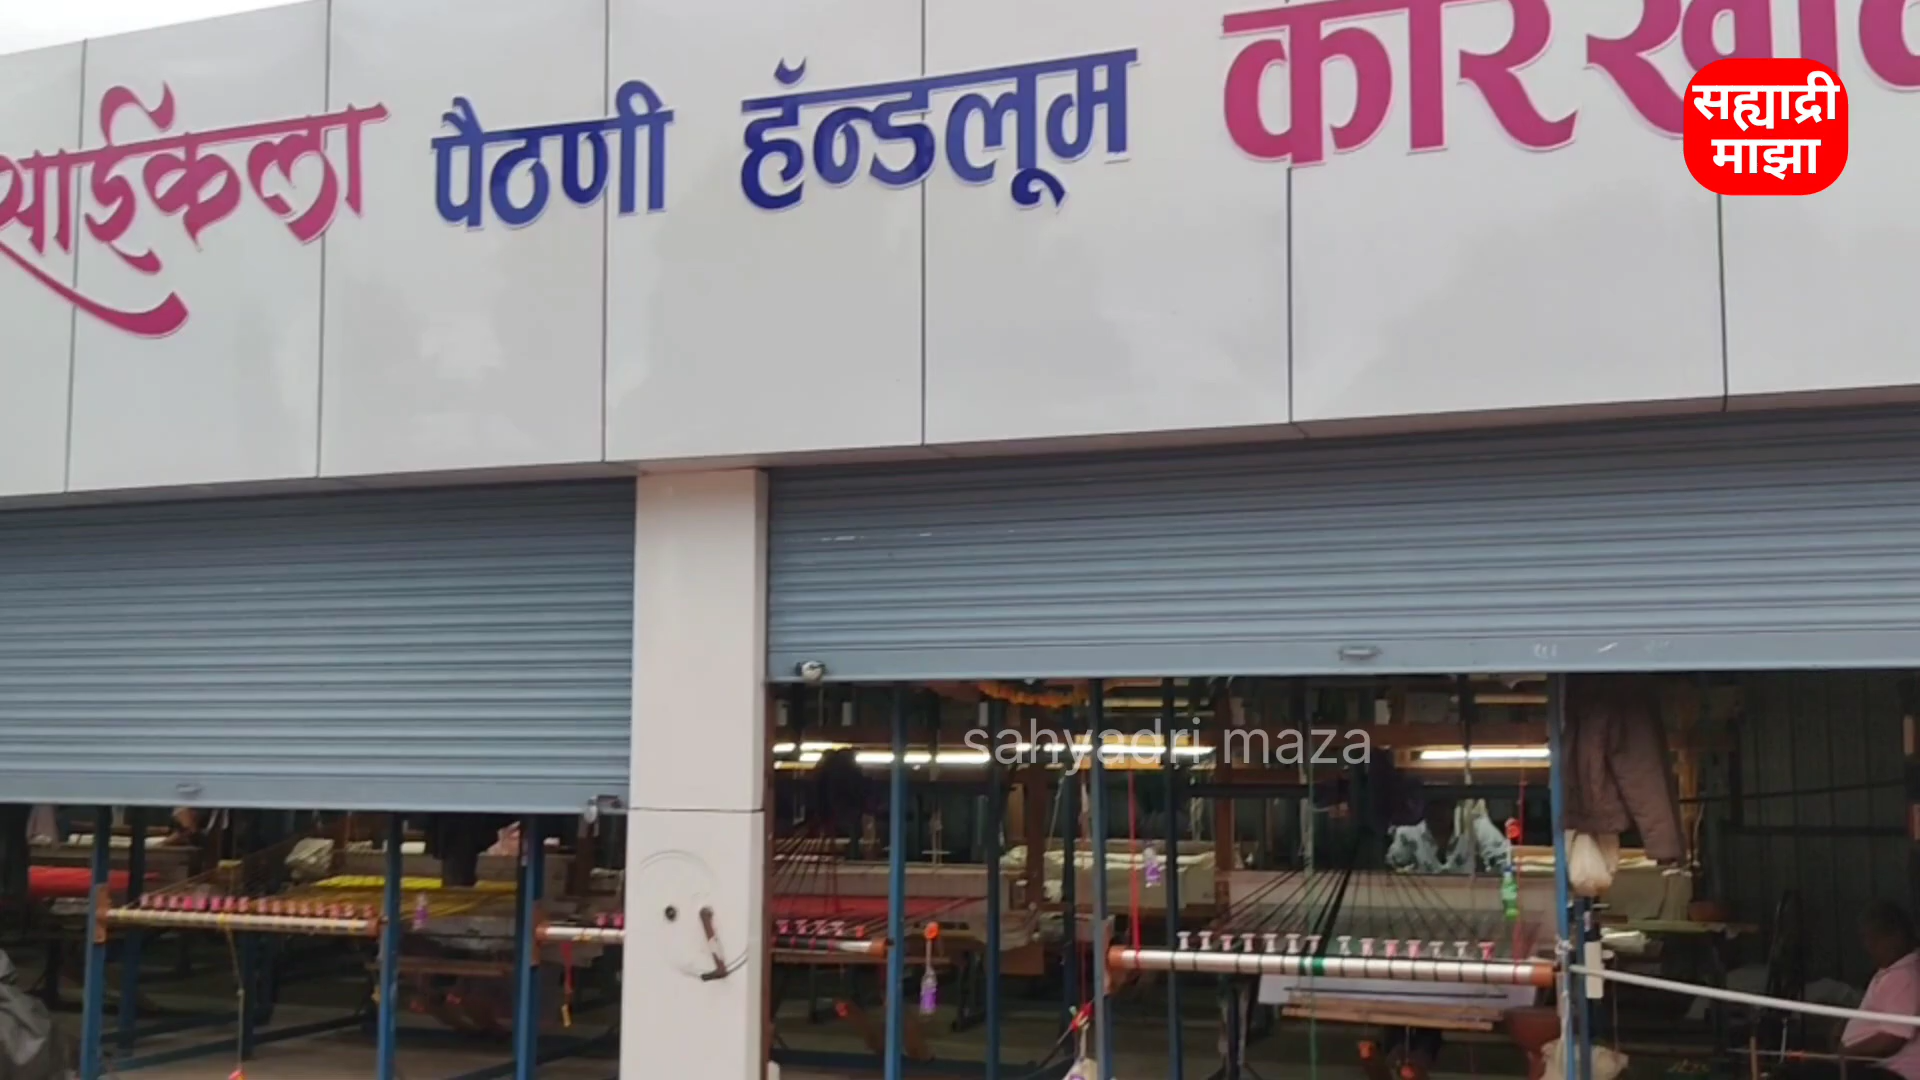 साईकला पैठणी हॅन्डलूम
सह्याद्री
माझा
sahyadri maza